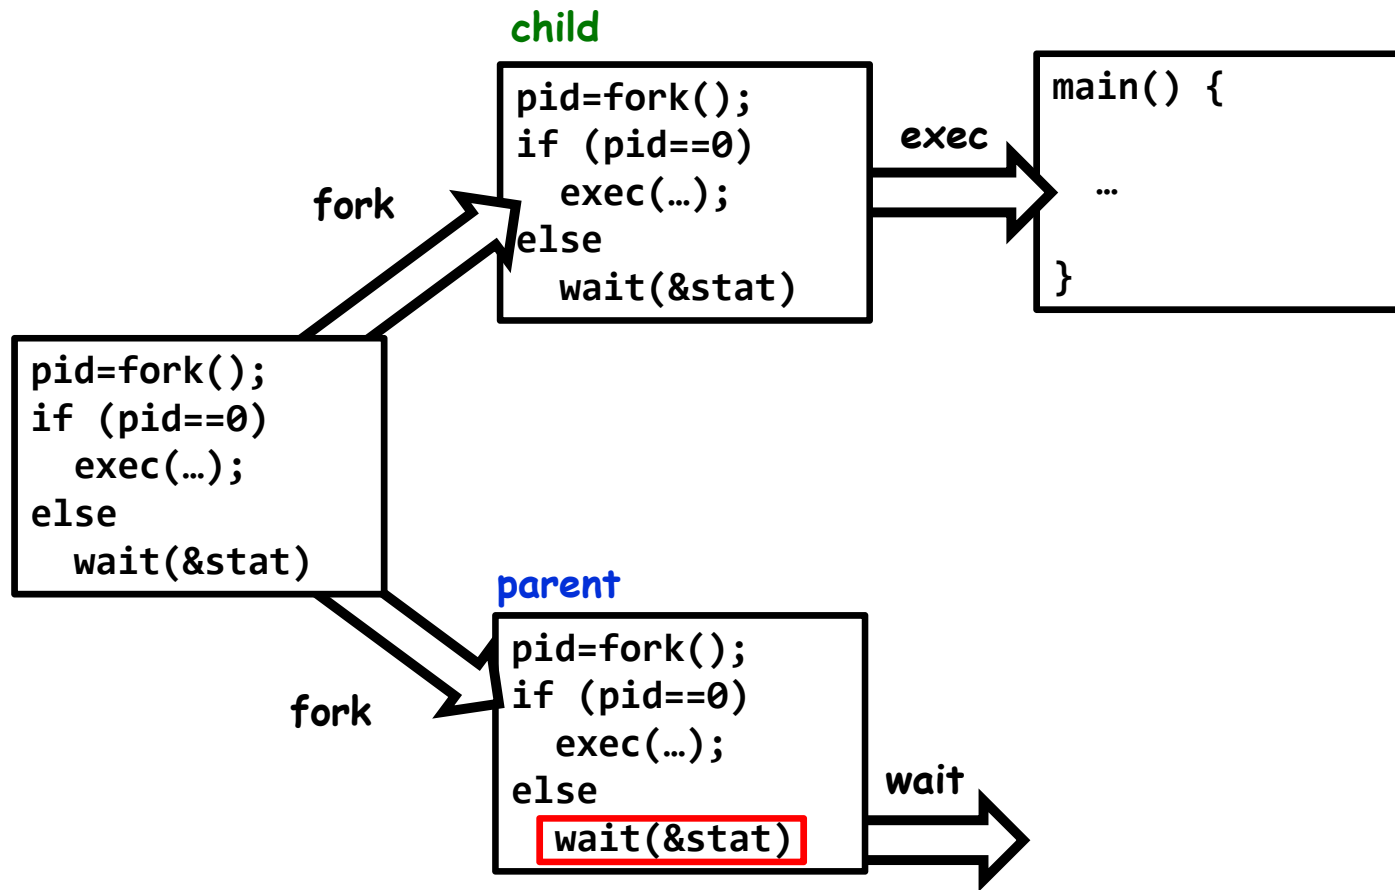 child
pid=fork();
if (pid==0)
  exec(…);
else
  wait(&stat)
exec
main() {
…
}
fork
pid=fork();
if (pid==0)
  exec(…);
else
  wait(&stat)
fork
parent
pid=fork();
if (pid==0)
  exec(…);
else
  wait(&stat)
wait